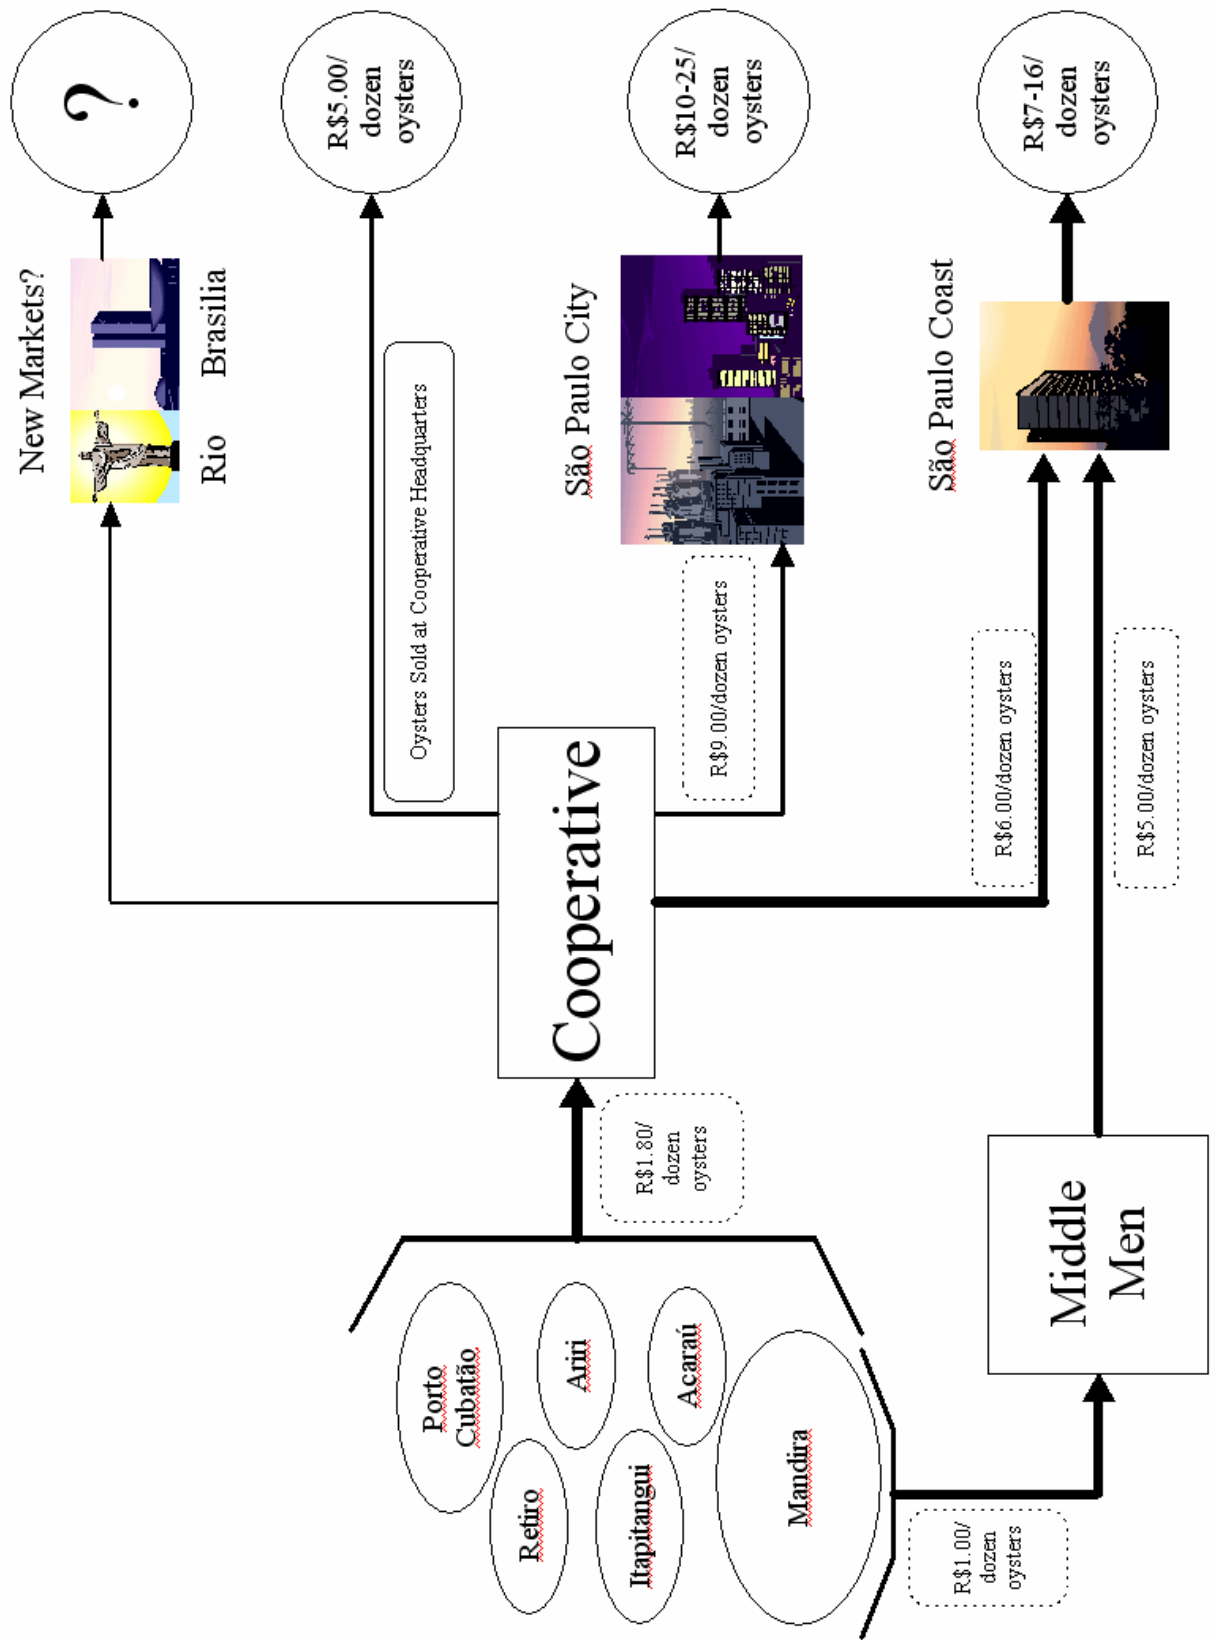 New Markets?
Rio
Brasilia
?
R$5.00/
dozen
oysters
Oysters Sold at Cooperative Headquarters
São Paulo City
R$10-25/
dozen
oysters
R$9.00/dozen oysters
São Paulo Coast
R$7-16/
dozen
oysters
R$6.00/dozen oysters
R$5.00/dozen oysters
Cooperative
R$1.80/
dozen
oysters
Porto
Cubatão
Retiro
Ariri
Itapitangui
Acaraú
Mandira
Middle
Men
R$1.00/
dozen
oysters